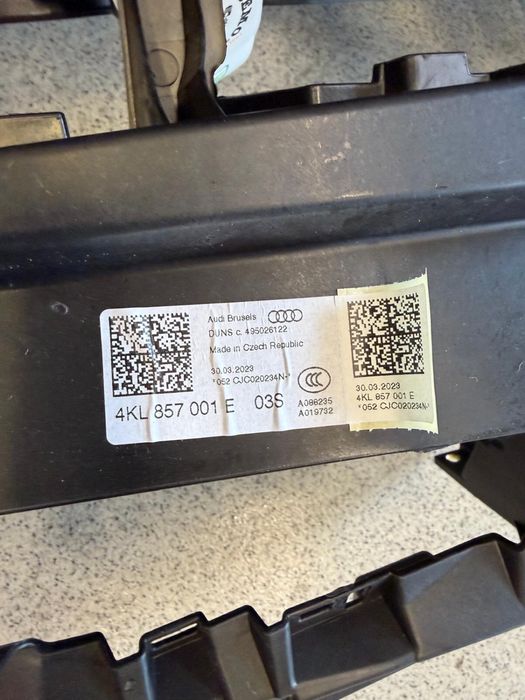 Audi Brussels
DUNS c. 495026122
Made in Czech Republic
30.03.2023
*052 CJC020234N-*
4KL 857 001 E 03S
A088235
A019732
30.03.2023
4KL 857 001 E
*052 CJC020234N-*